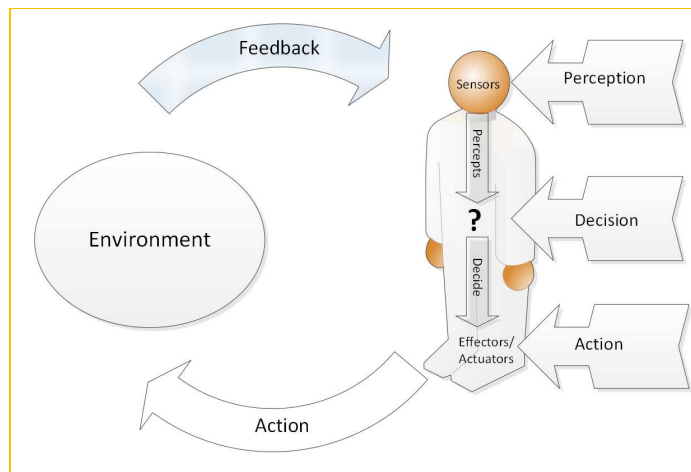 Feedback
Sensors
Perception
Percepts
Environment
?
Decision
Decide
Effectors/
Actuators
Action
Action